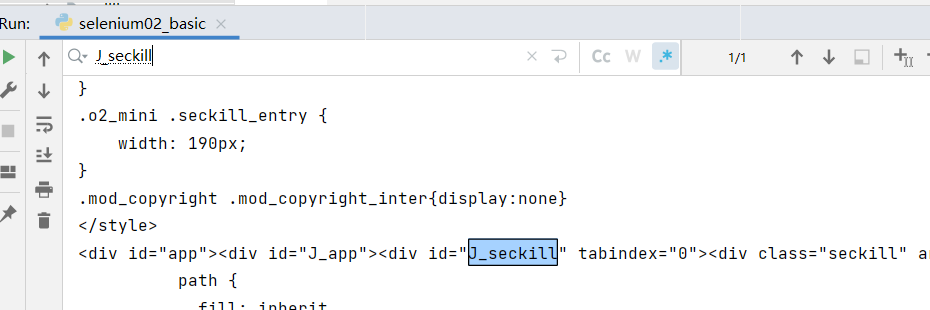 Run: selenium02_basic
J_seckill Cc W .* 1/1
}
.o2_mini .seckill_entry {
    width: 190px;
}
.mod_copyright .mod_copyright_inter{display:none}
</style>
<div id="app"><div id="J_app"><div id="J_seckill" tabindex="0"><div class="seckill"
        path {
          fill: inherit